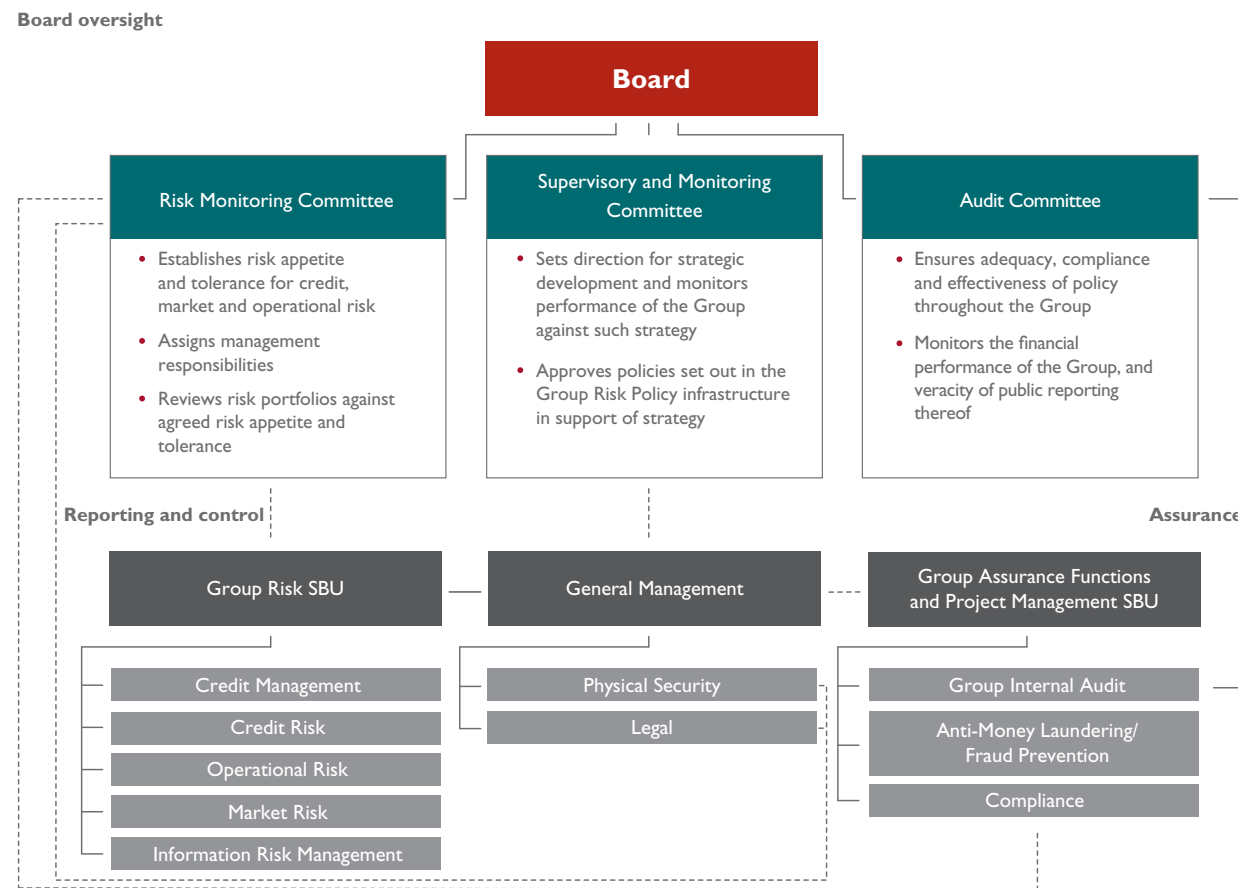 Board oversight
Board
Risk Monitoring Committee
Supervisory and Monitoring
Committee
Audit Committee
• Establishes risk appetite
and tolerance for credit,
market and operational risk
• Assigns management
responsibilities
• Reviews risk portfolios against
agreed risk appetite and
tolerance
• Sets direction for strategic
development and monitors
performance of the Group
against such strategy
• Approves policies set out in the
Group Risk Policy infrastructure
in support of strategy
• Ensures adequacy, compliance
and effectiveness of policy
throughout the Group
• Monitors the financial
performance of the Group, and
veracity of public reporting
thereof
Reporting and control
Assurance
Group Risk SBU
General Management
Group Assurance Functions
and Project Management SBU
Credit Management
Credit Risk
Operational Risk
Market Risk
Information Risk Management
Physical Security
Legal
Group Internal Audit
Anti-Money Laundering/
Fraud Prevention
Compliance